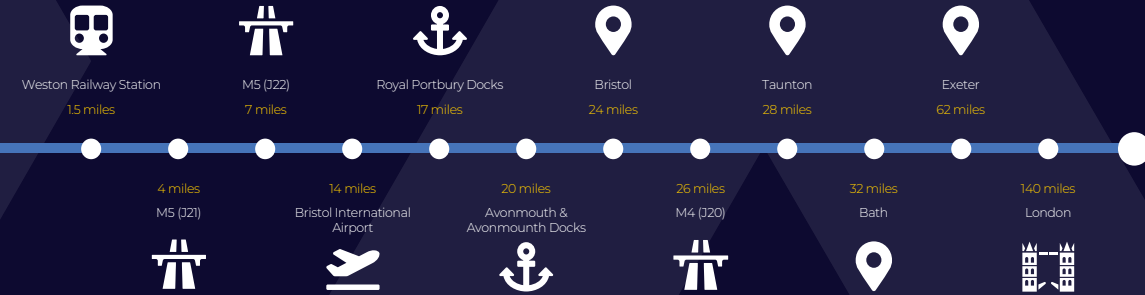 Weston Railway Station
1.5 miles
M5 (J22)
7 miles
Royal Portbury Docks
17 miles
Bristol
24 miles
Taunton
28 miles
Exeter
62 miles
4 miles
M5 (J21)
14 miles
Bristol International
Airport
20 miles
Avonmouth &
Avonmounth Docks
26 miles
M4 (J20)
32 miles
Bath
140 miles
London